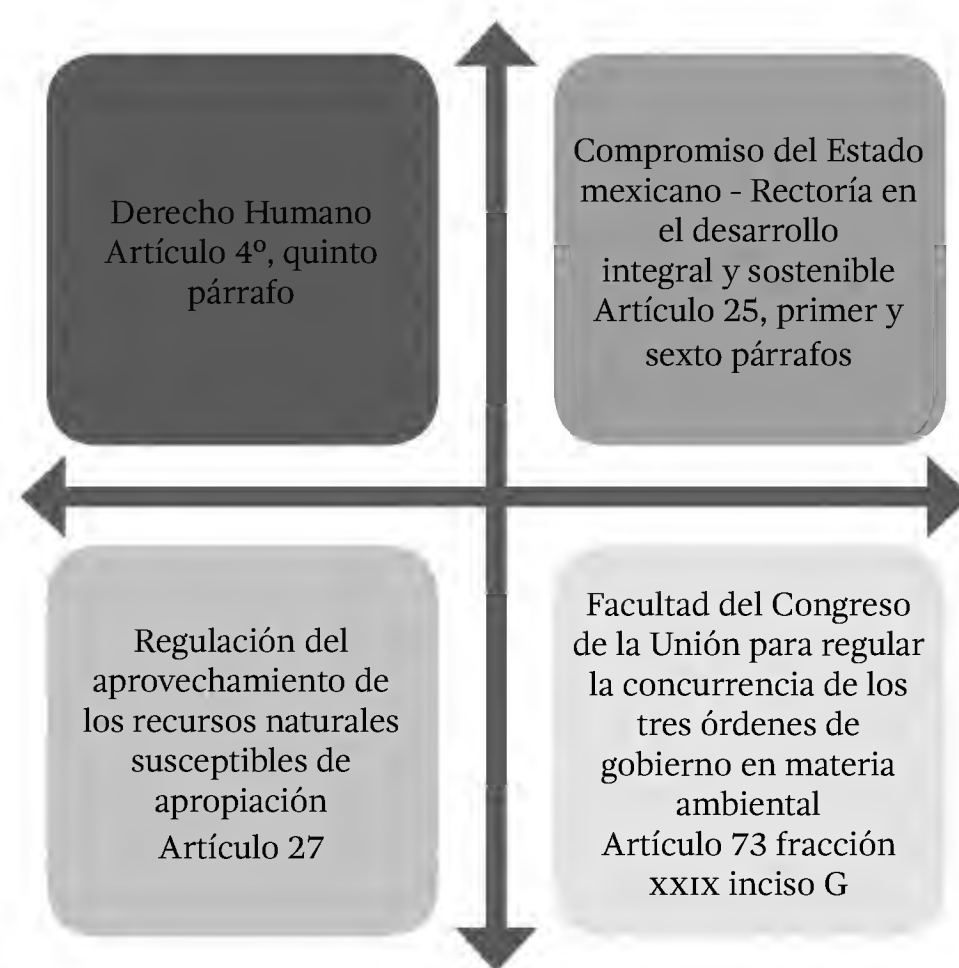 Derecho Humano
Artículo 4º, quinto
párrafo
Compromiso del Estado
mexicano - Rectoría en
el desarrollo
integral y sostenible
Artículo 25, primer y
sexto párrafos
Regulación del
aprovechamiento de
los recursos naturales
susceptibles de
apropiación
Artículo 27
Facultad del Congreso
de la Unión para regular
la concurrencia de los
tres órdenes de
gobierno en materia
ambiental
Artículo 73 fracción
XXIX inciso G